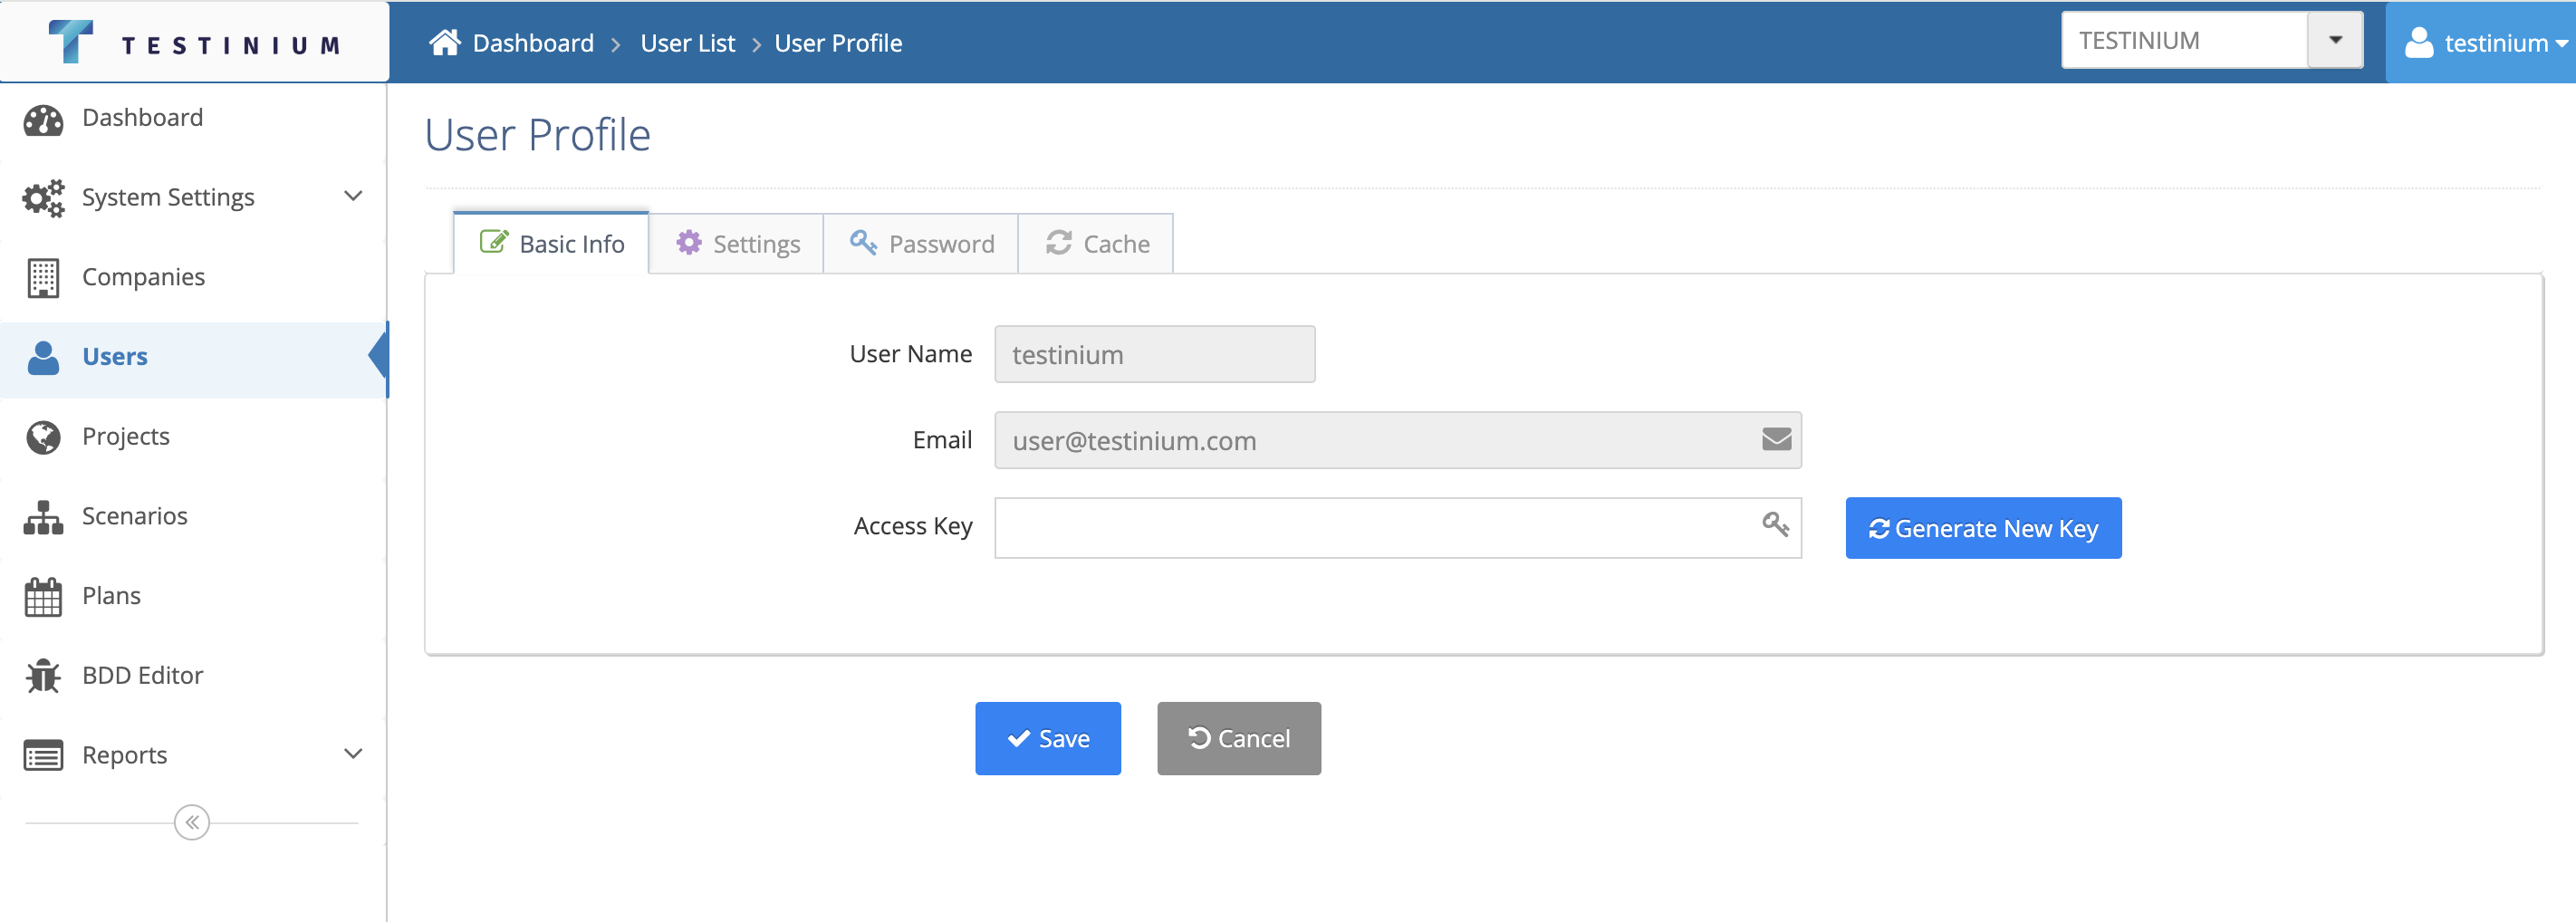 TESTINIUM
Dashboard > User List > User Profile
TESTINIUM
testinium
Dashboard
System Settings
Companies
Users
Projects
Scenarios
Plans
BDD Editor
Reports
User Profile
Basic Info
Settings
Password
Cache
User Name
testinium
Email
user@testinium.com
Access Key
Generate New Key
Save
Cancel